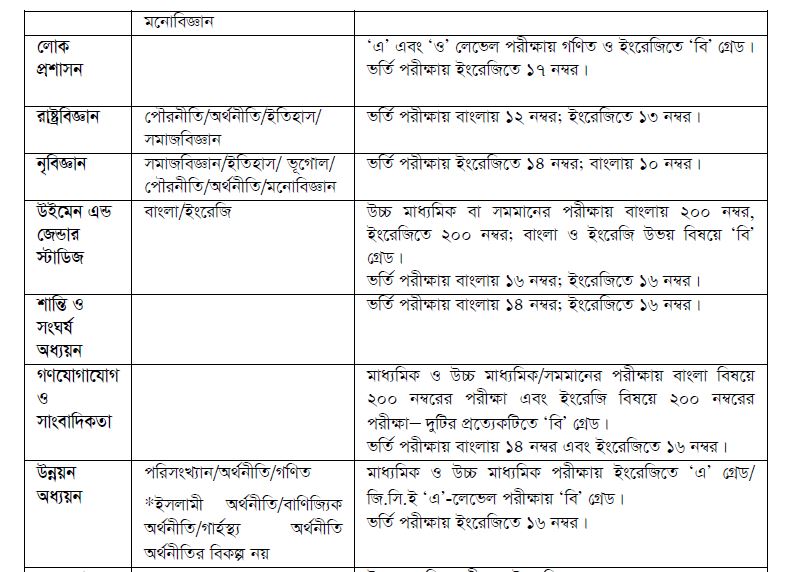 মনোবিজ্ঞান
লোক
প্রশাসন
‘এ’ এবং ‘ও’ লেভেল পরীক্ষায় গণিত ও ইংরেজিতে ‘বি’ গ্রেড।
ভর্তি পরীক্ষায় ইংরেজিতে ১৭ নম্বর।
রাষ্ট্রবিজ্ঞান
পৌরনীতি/অর্থনীতি/ইতিহাস/
সমাজবিজ্ঞান
ভর্তি পরীক্ষায় বাংলায় ১২ নম্বর; ইংরেজিতে ১৩ নম্বর।
নৃবিজ্ঞান
সমাজবিজ্ঞান/ইতিহাস/ ভূগোল/
পৌরনীতি/অর্থনীতি/মনোবিজ্ঞান
ভর্তি পরীক্ষায় ইংরেজিতে ১৪ নম্বর; বাংলায় ১০ নম্বর।
উইমেন এন্ড
জেন্ডার
স্টাডিজ
বাংলা/ইংরেজি
উচ্চ মাধ্যমিক বা সমমানের পরীক্ষায় বাংলায় ২০০ নম্বর,
ইংরেজিতে ২০০ নম্বর; বাংলা ও ইংরেজি উভয় বিষয়ে ‘বি’
গ্রেড।
ভর্তি পরীক্ষায় বাংলায় ১৬ নম্বর; ইংরেজিতে ১৬ নম্বর।
শান্তি ও
সংঘর্ষ
অধ্যয়ন
ভর্তি পরীক্ষায় বাংলায় ১৪ নম্বর; ইংরেজিতে ১৬ নম্বর।
গণযোগাযোগ
ও
সাংবাদিকতা
মাধ্যমিক ও উচ্চ মাধ্যমিক/সমমানের পরীক্ষায় বাংলা বিষয়ে
২০০ নম্বরের পরীক্ষা এবং ইংরেজি বিষয়ে ২০০ নম্বরের
পরীক্ষা– দুটির প্রত্যেকটিতে ‘বি’ গ্রেড।
ভর্তি পরীক্ষায় বাংলায় ১৪ নম্বর এবং ইংরেজিতে ১৬ নম্বর।
উন্নয়ন
অধ্যয়ন
পরিসংখ্যান/অর্থনীতি/গণিত
*ইসলামী অর্থনীতি/বাণিজ্যিক
অর্থনীতি/গার্হস্থ্য অর্থনীতি
অর্থনীতির বিকল্প নয়
মাধ্যমিক ও উচ্চ মাধ্যমিক পরীক্ষায় ইংরেজিতে ‘এ’ গ্রেড/
জি.সি.ই ‘এ’-লেভেল পরীক্ষায় ‘বি’ গ্রেড।
ভর্তি পরীক্ষায় ইংরেজিতে ১৬ নম্বর।